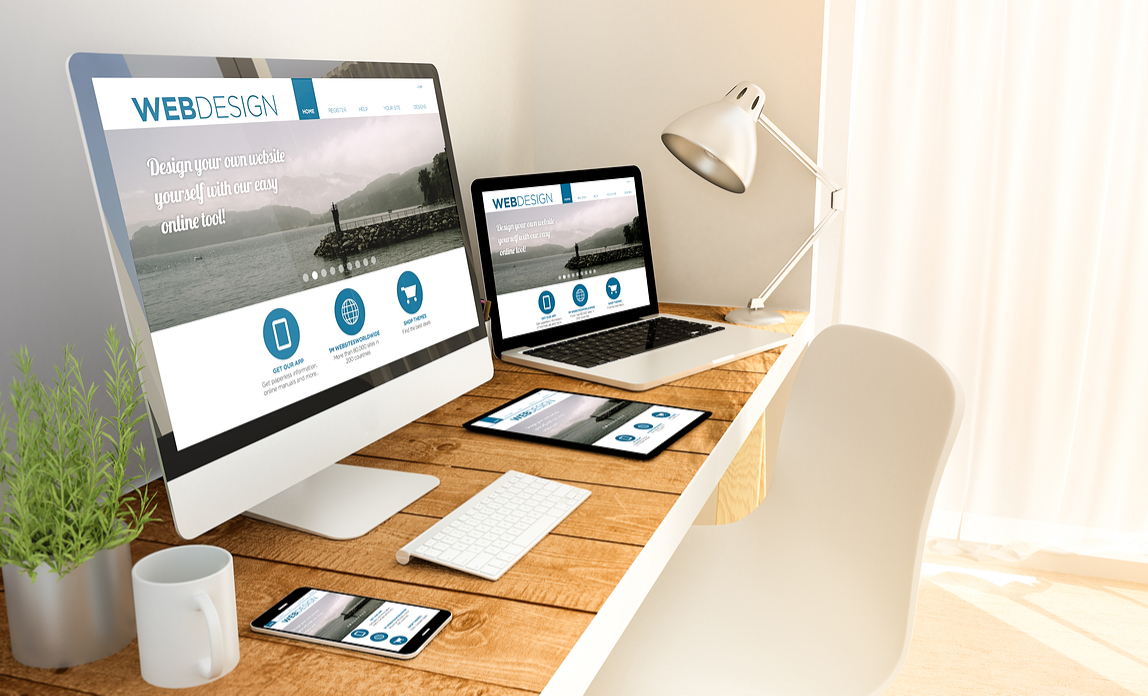 WEBDESIGN
HOME REGISTER HELP YOUR SITE DESIGNS
Design your own website
yourself with our easy
online tool!
GET OUR APP
Get paperless information,
online manuals and more...
1M WEBSITESWORLDWIDE
More than 80,000 sites in
200 countries
SHOP THEMES
Find the best deals
WEBDESIGN
HOME
Design your own website
yourself with our easy
online tool!
GET OUR APP
1M WEBSITESWORLDWIDE
SHOP THEMES
WEBDESIGN
WEBDESIGN